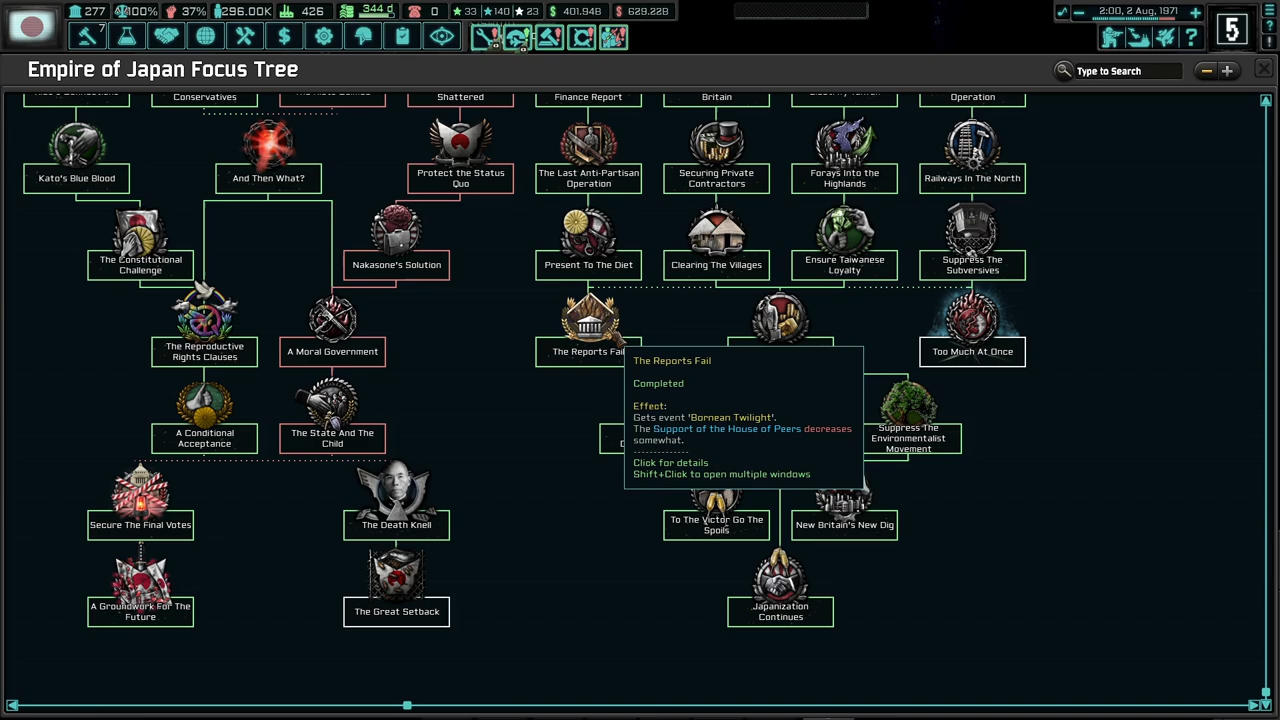 277 100% 37% 296.00K 426 344 d 0 33 140 23 $ 401.94B $ 629.22B
2:00, 2 Aug, 1971
5
7
Empire of Japan Focus Tree
Type to Search
Conservatives
Shattered
Finance Report
Britain
Operation
Kato's Blue Blood
And Then What?
Protect the Status
Quo
The Last Anti-Partisan
Operation
Securing Private
Contractors
Forays Into the
Highlands
Railways In The North
The Constitutional
Challenge
Nakasone's Solution
Present To The Diet
Clearing The Villages
Ensure Taiwanese
Loyalty
Suppress The
Subversives
The Reproductive
Rights Clauses
A Moral Government
The Reports Fail
Too Much At Once
The Reports Fail
Completed
Effect:
Gets event 'Bornean Twilight'.
The Support of the House of Peers decreases
somewhat.
--------------
Click for details
Shift+Click to open multiple windows
A Conditional
Acceptance
The State And The
Child
Suppress The
Environmentalist
Movement
Secure The Final Votes
The Death Knell
To The Victor Go The
Spoils
New Britain's New Dig
A Groundwork For The
Future
The Great Setback
Japanization
Continues